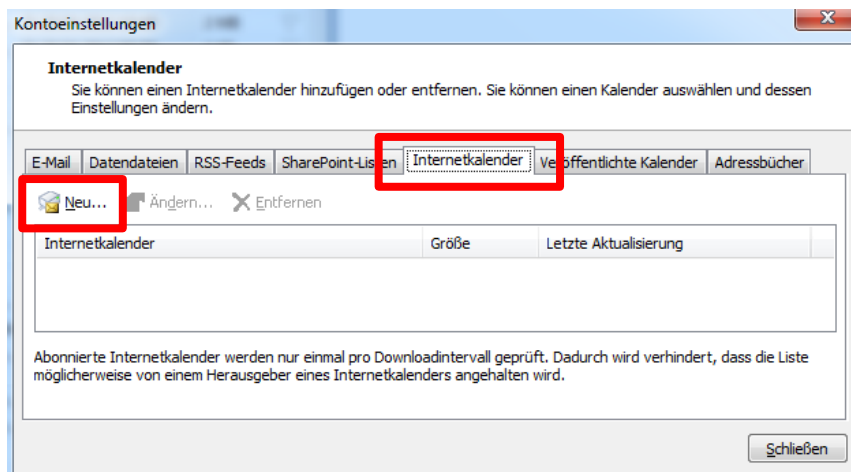 Kontoeinstellungen
Internetkalender
Sie können einen Internetkalender hinzufügen oder entfernen. Sie können einen Kalender auswählen und dessen
Einstellungen ändern.
E-Mail Datendateien RSS-Feeds SharePoint-Listen Internetkalender Veröffentlichte Kalender Adressbücher
Neu... Ändern... Entfernen
Internetkalender Größe Letzte Aktualisierung
Abonnierte Internetkalender werden nur einmal pro Downloadintervall geprüft. Dadurch wird verhindert, dass die Liste
möglicherweise von einem Herausgeber eines Internetkalenders angehalten wird.
Schließen